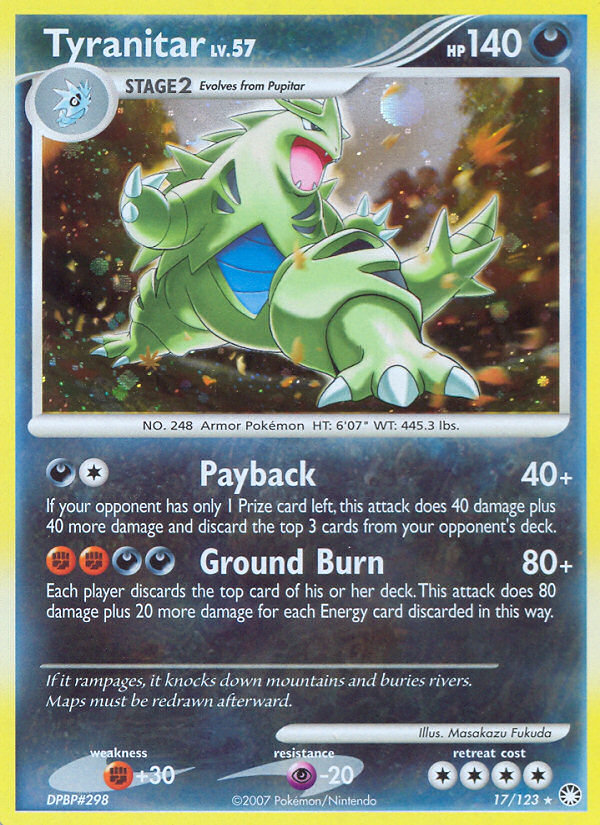 Tyranitar LV.57
HP 140
STAGE2 Evolves from Pupitar
NO. 248 Armor Pokémon HT: 6'07" WT: 445.3 lbs.
Payback 40+
If your opponent has only 1 Prize card left, this attack does 40 damage plus
40 more damage and discard the top 3 cards from your opponent's deck.
Ground Burn 80+
Each player discards the top card of his or her deck. This attack does 80
damage plus 20 more damage for each Energy card discarded in this way.
If it rampages, it knocks down mountains and buries rivers.
Maps must be redrawn afterward.
Illus. Masakazu Fukuda
weakness resistance retreat cost
+30 -20
DPBP#298 ©2007 Pokémon/Nintendo 17/123 ★